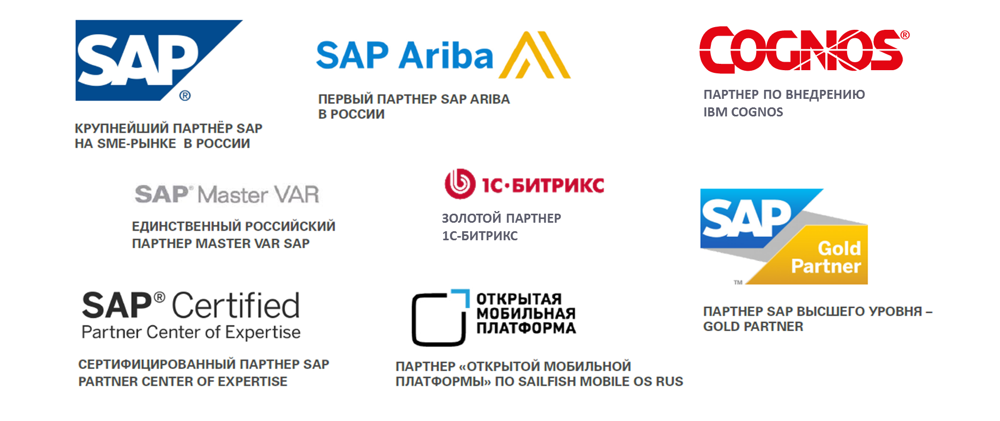 SAP
®
КРУПНЕЙШИЙ ПАРТНЁР SAP
НА SME-РЫНКЕ В РОССИИ
SAP Ariba
ПЕРВЫЙ ПАРТНЕР SAP ARIBA
В РОССИИ
COGNOS®
ПАРТНЕР ПО ВНЕДРЕНИЮ
IBM COGNOS
SAP® Master VAR
ЕДИНСТВЕННЫЙ РОССИЙСКИЙ
ПАРТНЕР MASTER VAR SAP
1С·БИТРИКС
ЗОЛОТОЙ ПАРТНЕР
1С-БИТРИКС
SAP
Gold
Partner
™
ПАРТНЕР SAP ВЫСШЕГО УРОВНЯ –
GOLD PARTNER
SAP® Certified
Partner Center of Expertise
СЕРТИФИЦИРОВАННЫЙ ПАРТНЕР SAP
PARTNER CENTER OF EXPERTISE
ОТКРЫТАЯ
МОБИЛЬНАЯ
ПЛАТФОРМА
ПАРТНЕР «ОТКРЫТОЙ МОБИЛЬНОЙ
ПЛАТФОРМЫ» ПО SAILFISH MOBILE OS RUS